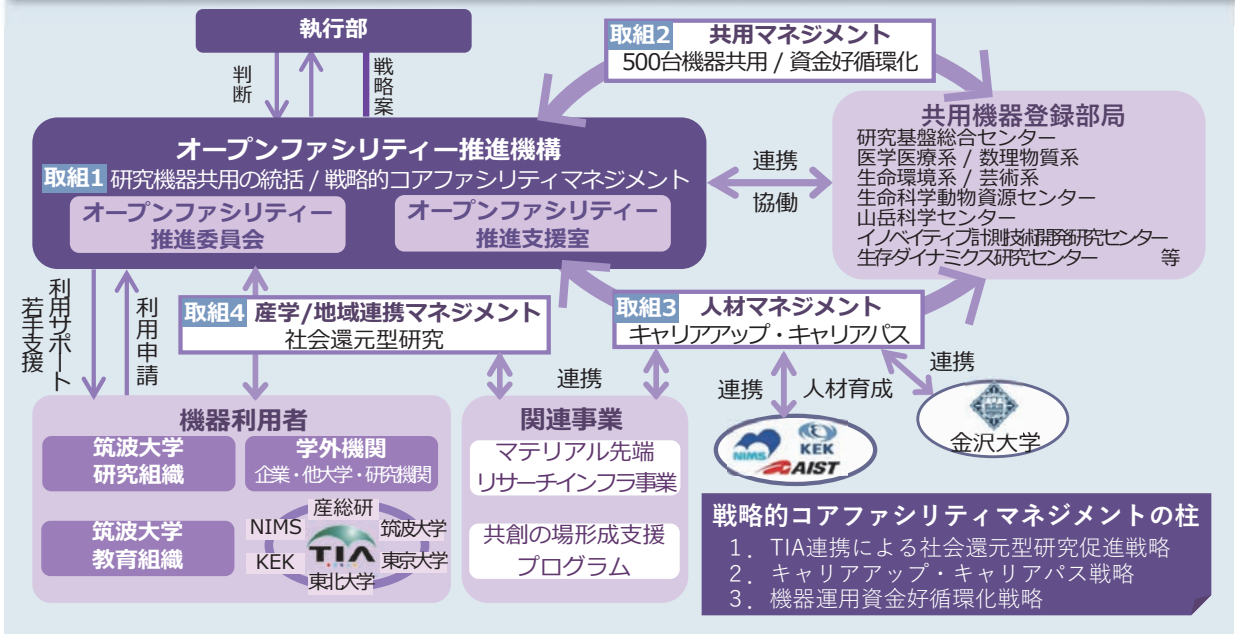 執行部
判断
戦略案
取組2 共用マネジメント
500台機器共用 / 資金好循環化
オープンファシリティー推進機構
取組1 研究機器共用の統括 / 戦略的コアファシリティマネジメント
オープンファシリティー
推進委員会
オープンファシリティー
推進支援室
連携
協働
共用機器登録部局
研究基盤総合センター
医学医療系 / 数理物質系
生命環境系 / 芸術系
生命科学動物資源センター
山岳科学センター
イノベイティブ計測技術開発研究センター
生存ダイナミクス研究センター 等
利用サポート
若手支援
利用申請
取組4 産学/地域連携マネジメント
社会還元型研究
取組3 人材マネジメント
キャリアアップ・キャリアパス
連携
連携
人材育成
連携
機器利用者
筑波大学
研究組織
学外機関
企業・他大学・研究機関
筑波大学
教育組織
産総研
NIMS
筑波大学
TIA
KEK
東京大学
東北大学
関連事業
マテリアル先端
リサーチインフラ事業
共創の場形成支援
プログラム
NIMS
KEK
AIST
金沢大学
戦略的コアファシリティマネジメントの柱
1. TIA連携による社会還元型研究促進戦略
2. キャリアアップ・キャリアパス戦略
3. 機器運用資金好循環化戦略